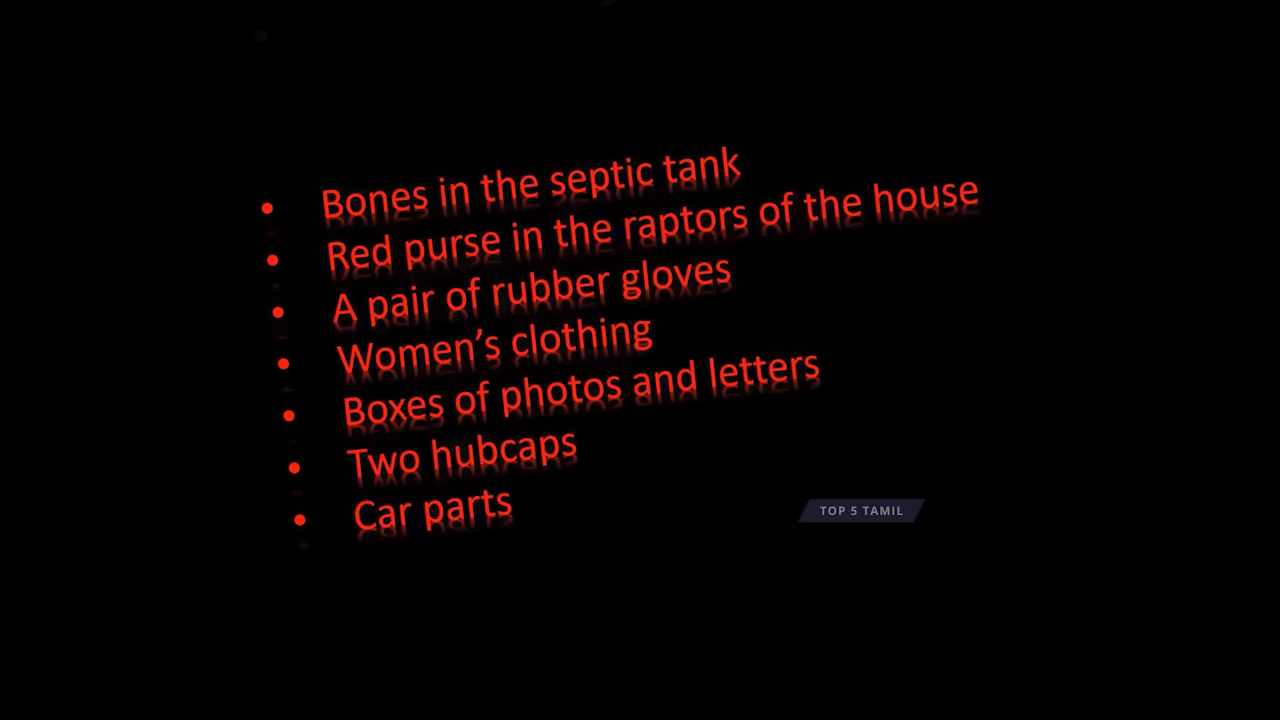 • Bones in the septic tank
• Red purse in the raptors of the house
• A pair of rubber gloves
• Women’s clothing
• Boxes of photos and letters
• Two hubcaps
• Car parts
TOP 5 TAMIL